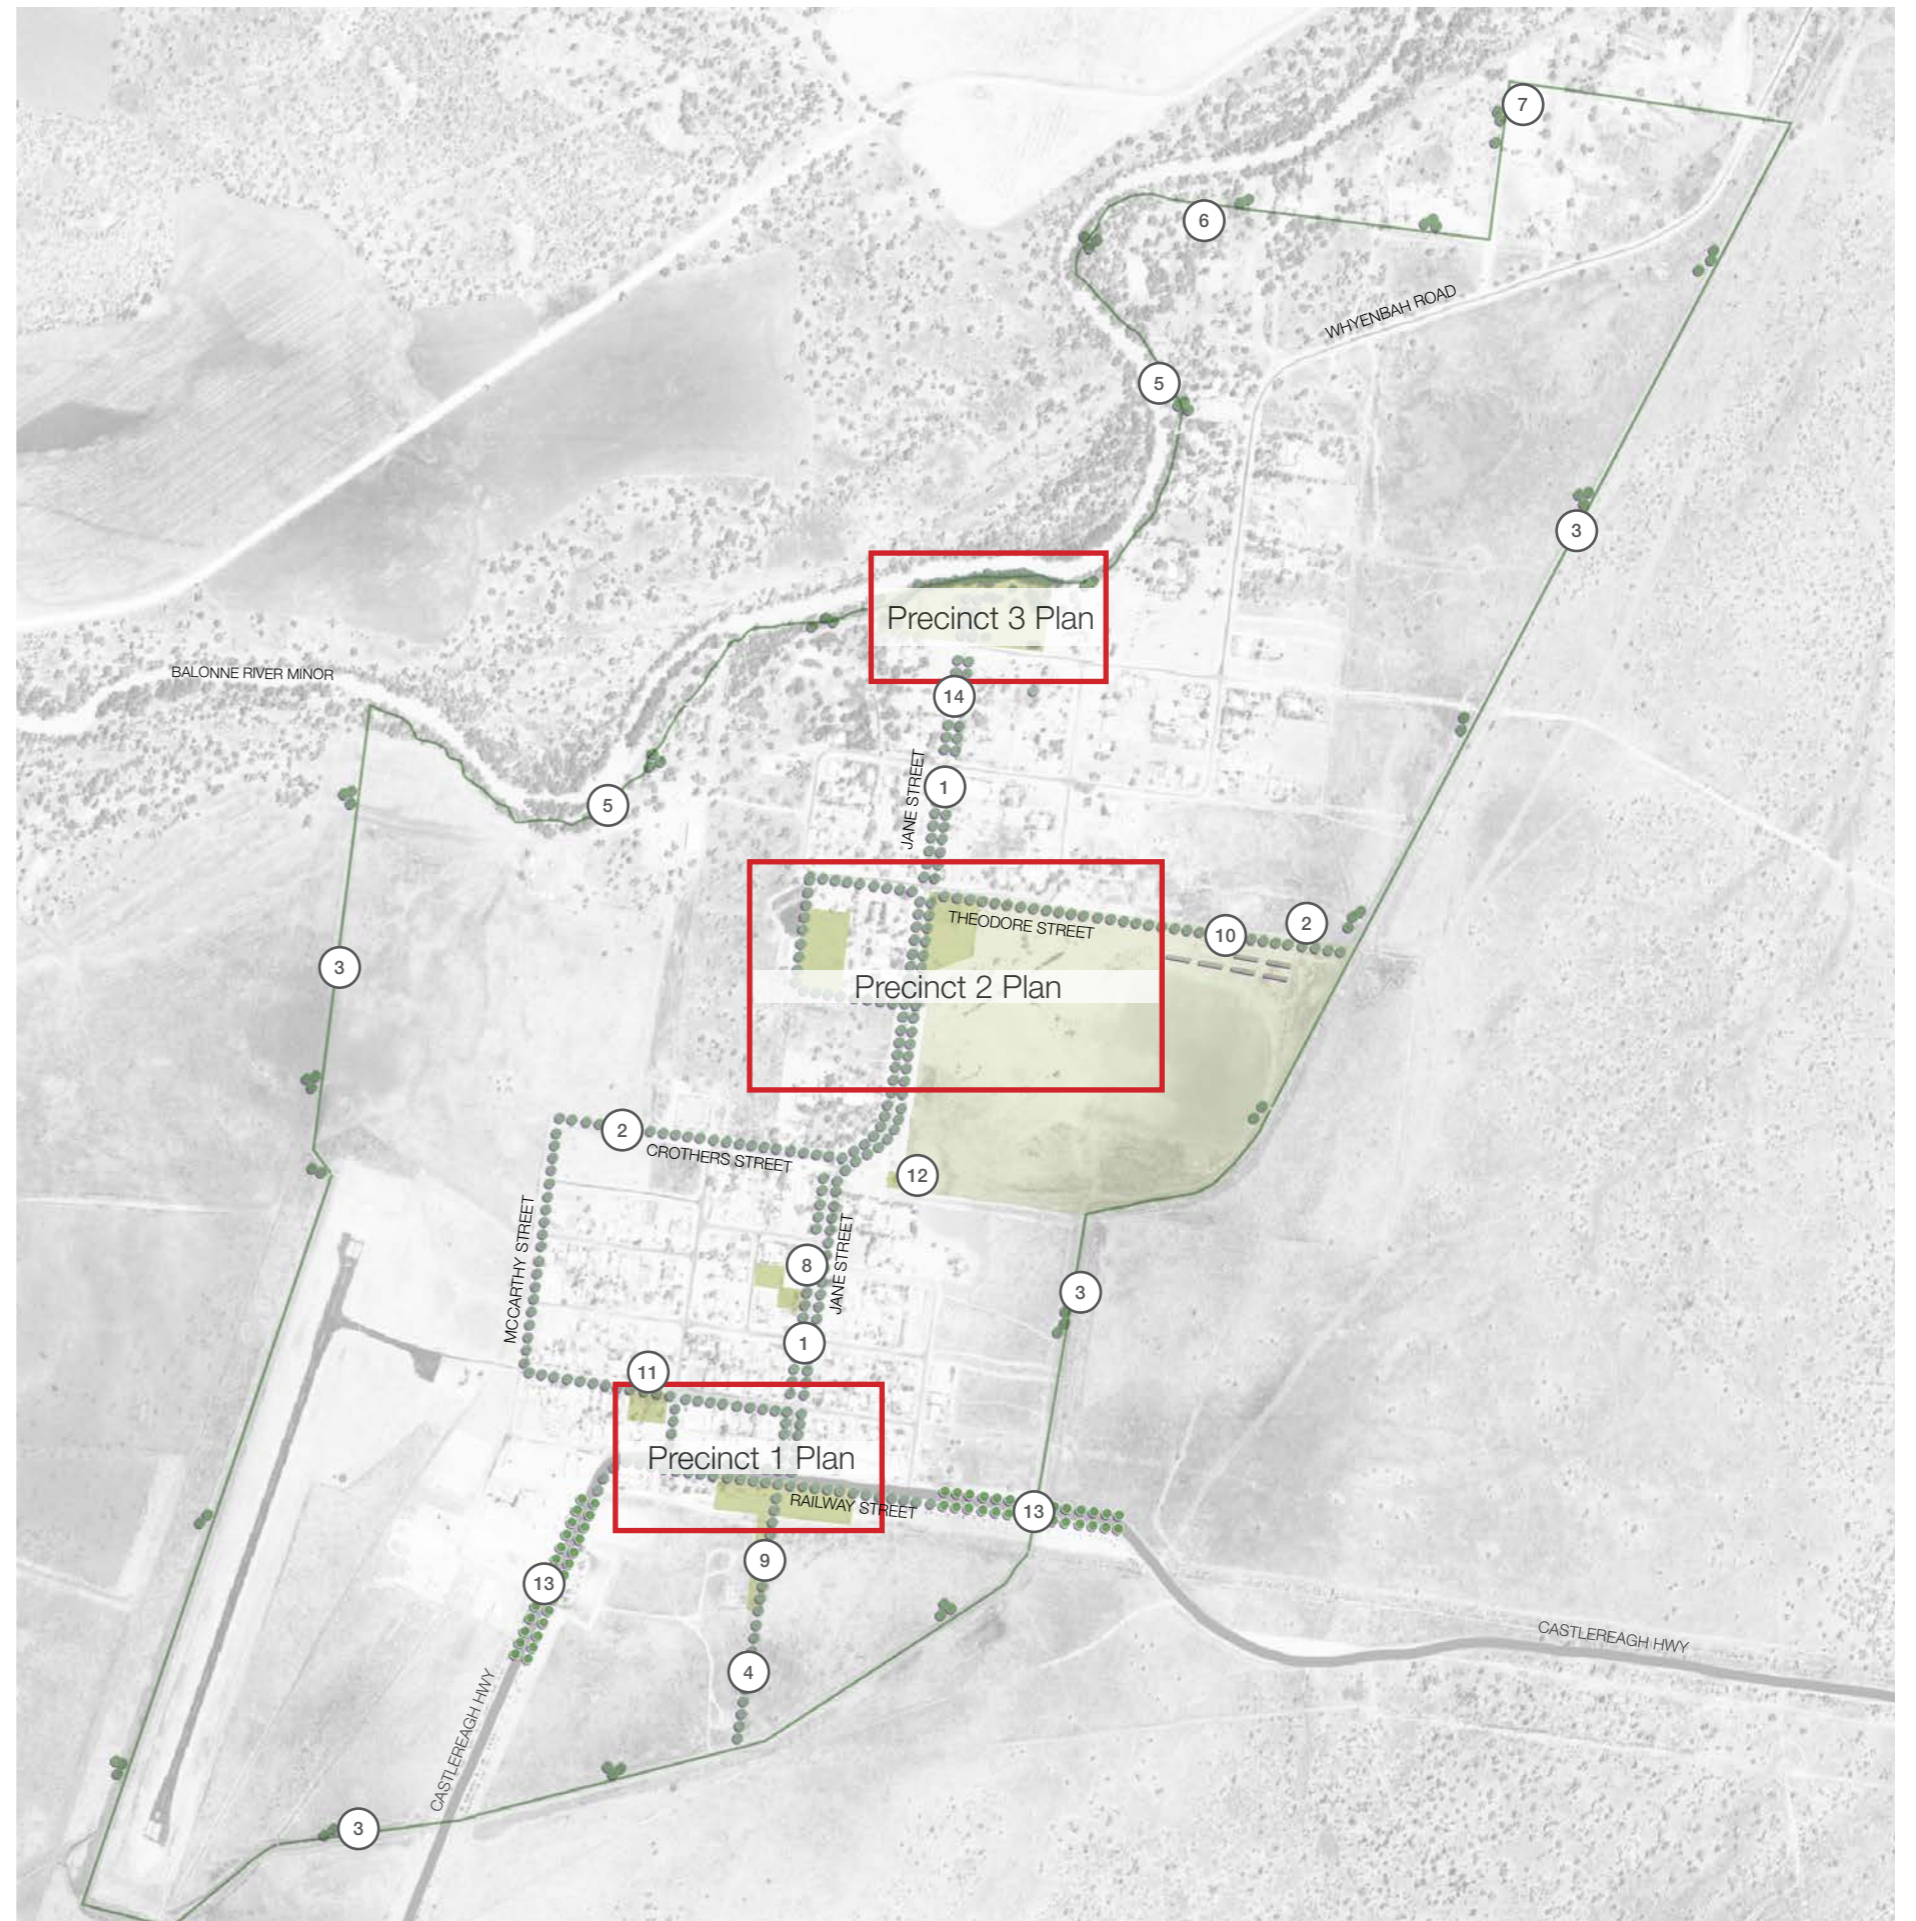 7
6
WHYENBAH ROAD
5
3
Precinct 3 Plan
BALONNE RIVER MINOR
14
JANE STREET
1
5
THEODORE STREET
10
2
3
Precinct 2 Plan
2
CROTHERS STREET
12
MCCARTHY STREET
8
JANE STREET
3
1
11
Precinct 1 Plan
RAILWAY STREET
13
9
13
4
CASTLEREAGH HWY
CASTLEREAGH HWY
3